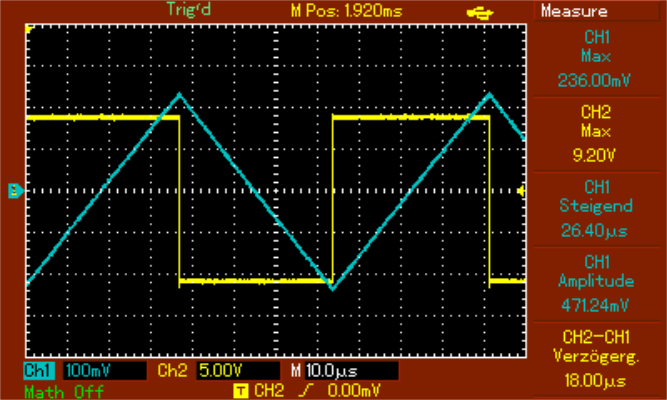 Trig'd M Pos: 1.920ms Measure
CH1
Max
236.00mV
CH2
Max
9.20V
CH1
Steigend
26.40µs
CH1
Amplitude
471.24mV
CH2-CH1
Verzögerg.
18.00µs
Ch1 100mV Ch2 5.00V M 10.0µs
Math Off T CH2 0.00mV